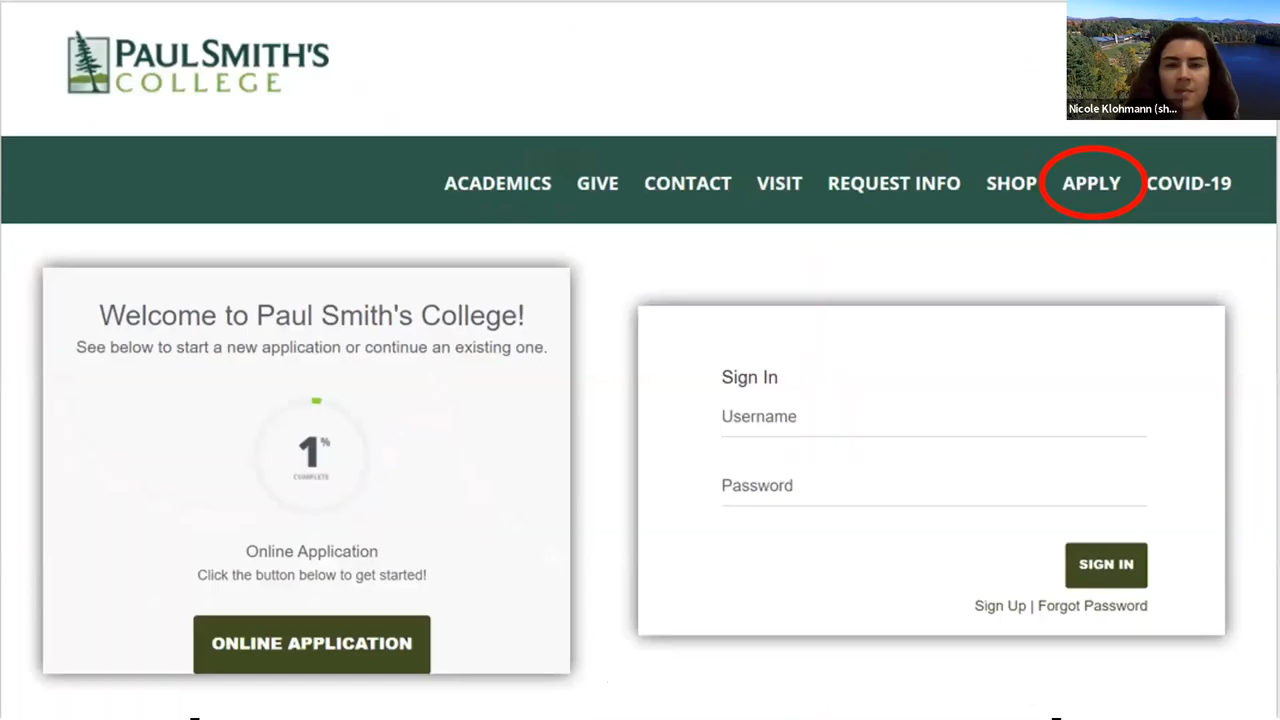 PAUL SMITH'S
COLLEGE
Nicole Klohmann (sh...
ACADEMICS GIVE CONTACT VISIT REQUEST INFO SHOP APPLY COVID-19
Welcome to Paul Smith's College!
See below to start a new application or continue an existing one.
1%
COMPLETE
Online Application
Click the button below to get started!
ONLINE APPLICATION
Sign In
Username
Password
SIGN IN
Sign Up | Forgot Password